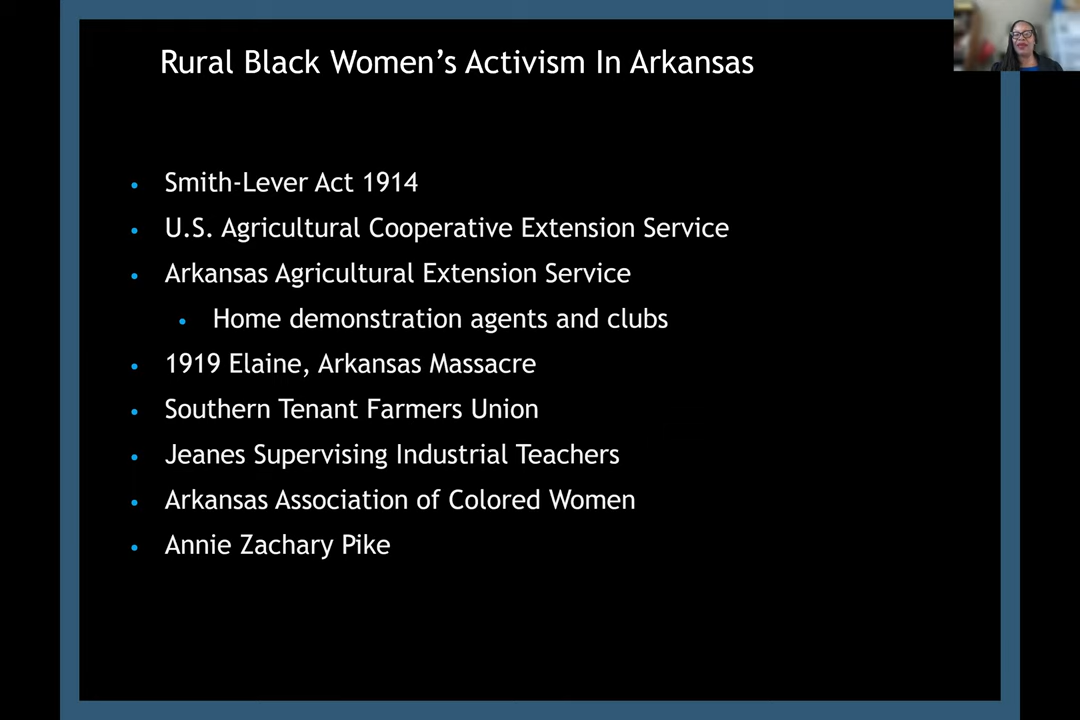 Rural Black Women’s Activism In Arkansas
• Smith-Lever Act 1914
• U.S. Agricultural Cooperative Extension Service
• Arkansas Agricultural Extension Service
• Home demonstration agents and clubs
• 1919 Elaine, Arkansas Massacre
• Southern Tenant Farmers Union
• Jeanes Supervising Industrial Teachers
• Arkansas Association of Colored Women
• Annie Zachary Pike